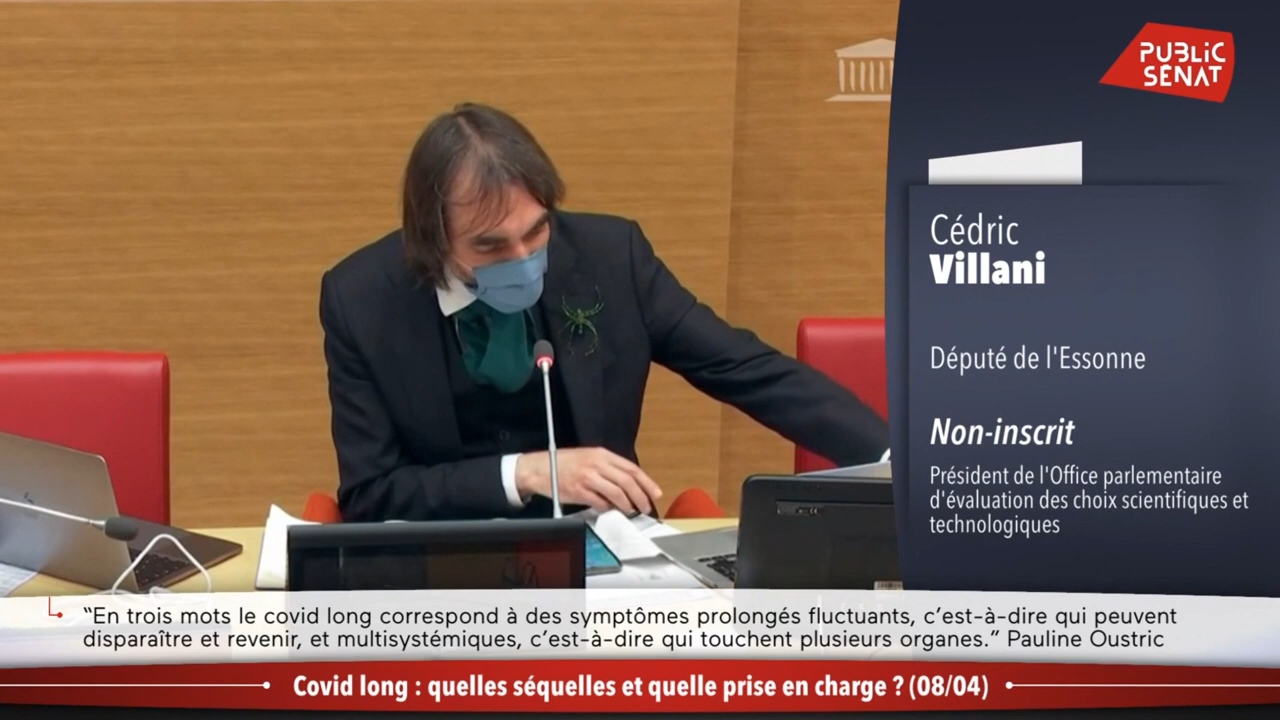 PUBLIC
SÉNAT
Cédric
Villani
Député de l'Essonne
Non-inscrit
Président de l'Office parlementaire
d'évaluation des choix scientifiques et
technologiques
“En trois mots le covid long correspond à des symptômes prolongés fluctuants, c’est-à-dire qui peuvent
disparaître et revenir, et multisystémiques, c’est-à-dire qui touchent plusieurs organes.” Pauline Oustric
Covid long : quelles séquelles et quelle prise en charge ? (08/04)